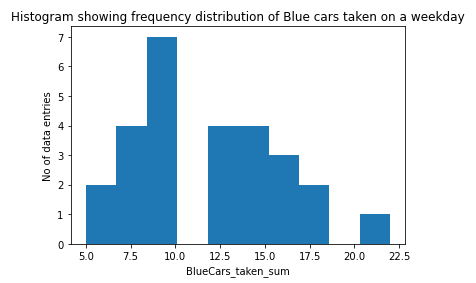 Histogram showing frequency distribution of Blue cars taken on a weekday
7
6
5
4
3
2
1
0
No of data entries
5.0 7.5 10.0 12.5 15.0 17.5 20.0 22.5
BlueCars_taken_sum